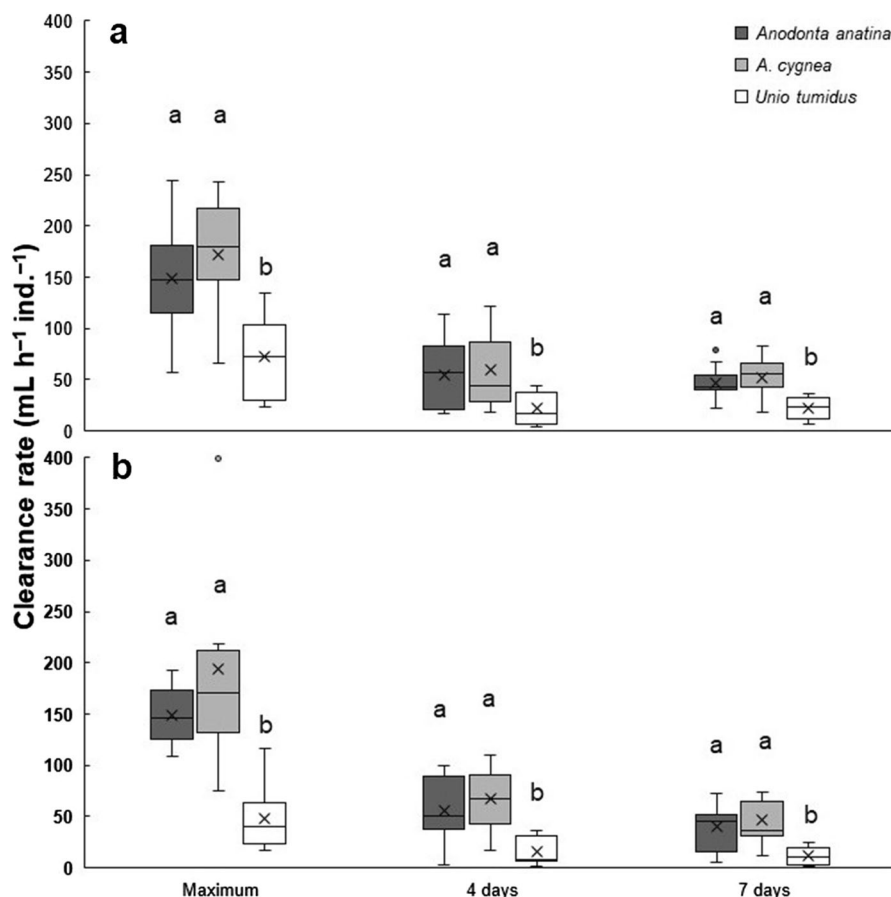 a
400
350
300
250
200
150
100
50
0
Anodonta anatina
A. cygnea
Unio tumidus
a a b
a a b
a a b
Clearance rate (mL h⁻¹ ind.⁻¹)
b
400
350
300
250
200
150
100
50
0
a a b
a a b
a a b
Maximum 4 days 7 days